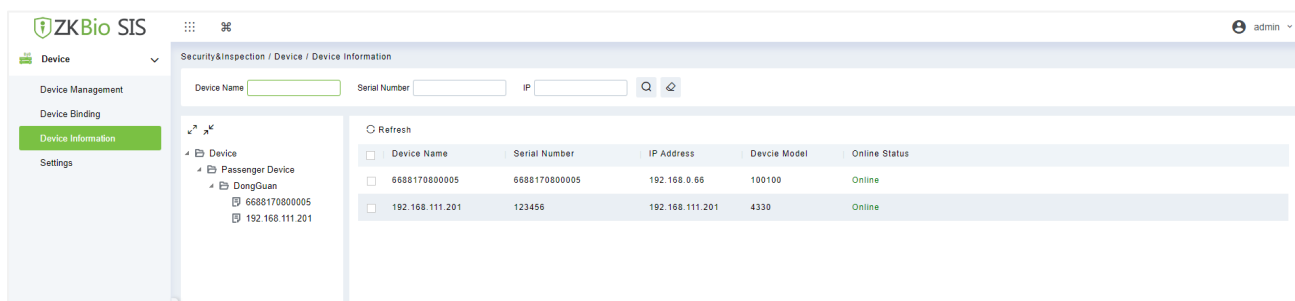 ZKBio SIS
admin
Device
Security&Inspection / Device / Device Information
Device Management
Device Name
Serial Number
IP
Device Binding
Device Information
Refresh
Settings
Device
Device Name Serial Number IP Address Devcie Model Online Status
Passenger Device
6688170800005 6688170800005 192.168.0.66 100100 Online
DongGuan
6688170800005
192.168.111.201 123456 192.168.111.201 4330 Online
192.168.111.201